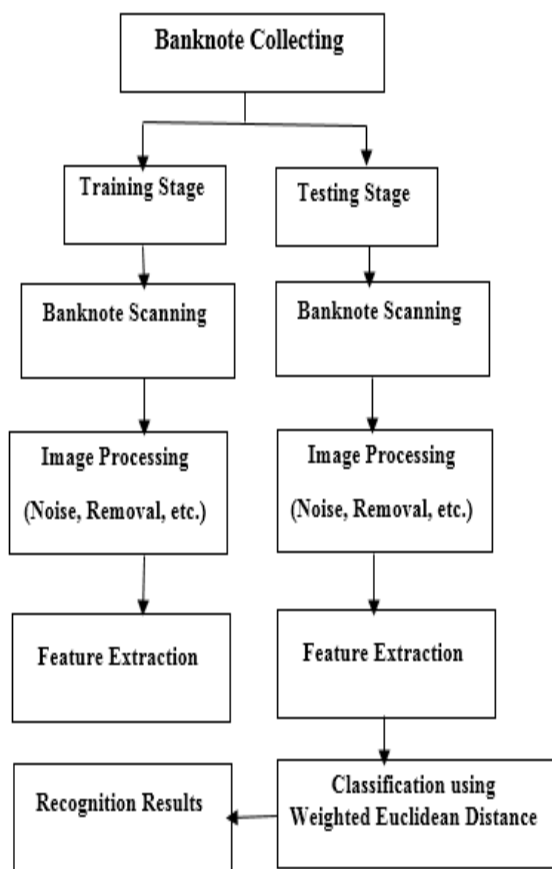 Banknote Collecting
Training Stage
Testing Stage
Banknote Scanning
Banknote Scanning
Image Processing
(Noise, Removal, etc.)
Image Processing
(Noise, Removal, etc.)
Feature Extraction
Feature Extraction
Recognition Results
Classification using
Weighted Euclidean Distance